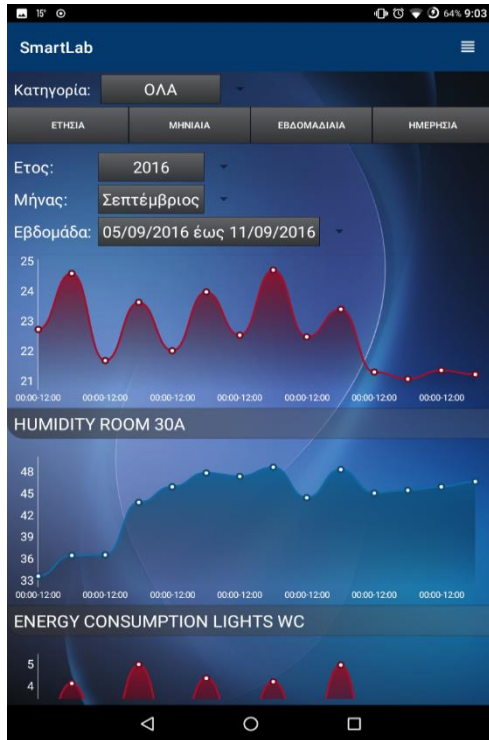 15° 64% 9:03
SmartLab
Κατηγορία: ΟΛΑ
ΕΤΗΣΙΑ ΜΗΝΙΑΙΑ ΕΒΔΟΜΑΔΙΑΙΑ ΗΜΕΡΗΣΙΑ
Ετος: 2016
Μήνας: Σεπτέμβριος
Εβδομάδα: 05/09/2016 έως 11/09/2016
25
24
23
22
21
00:00-12:00 00:00-12:00 00:00-12:00 00:00-12:00 00:00-12:00 00:00-12:00 00:00-12:00
HUMIDITY ROOM 30A
48
45
42
39
36
33
00:00-12:00 00:00-12:00 00:00-12:00 00:00-12:00 00:00-12:00 00:00-12:00 00:00-12:00
ENERGY CONSUMPTION LIGHTS WC
5
4